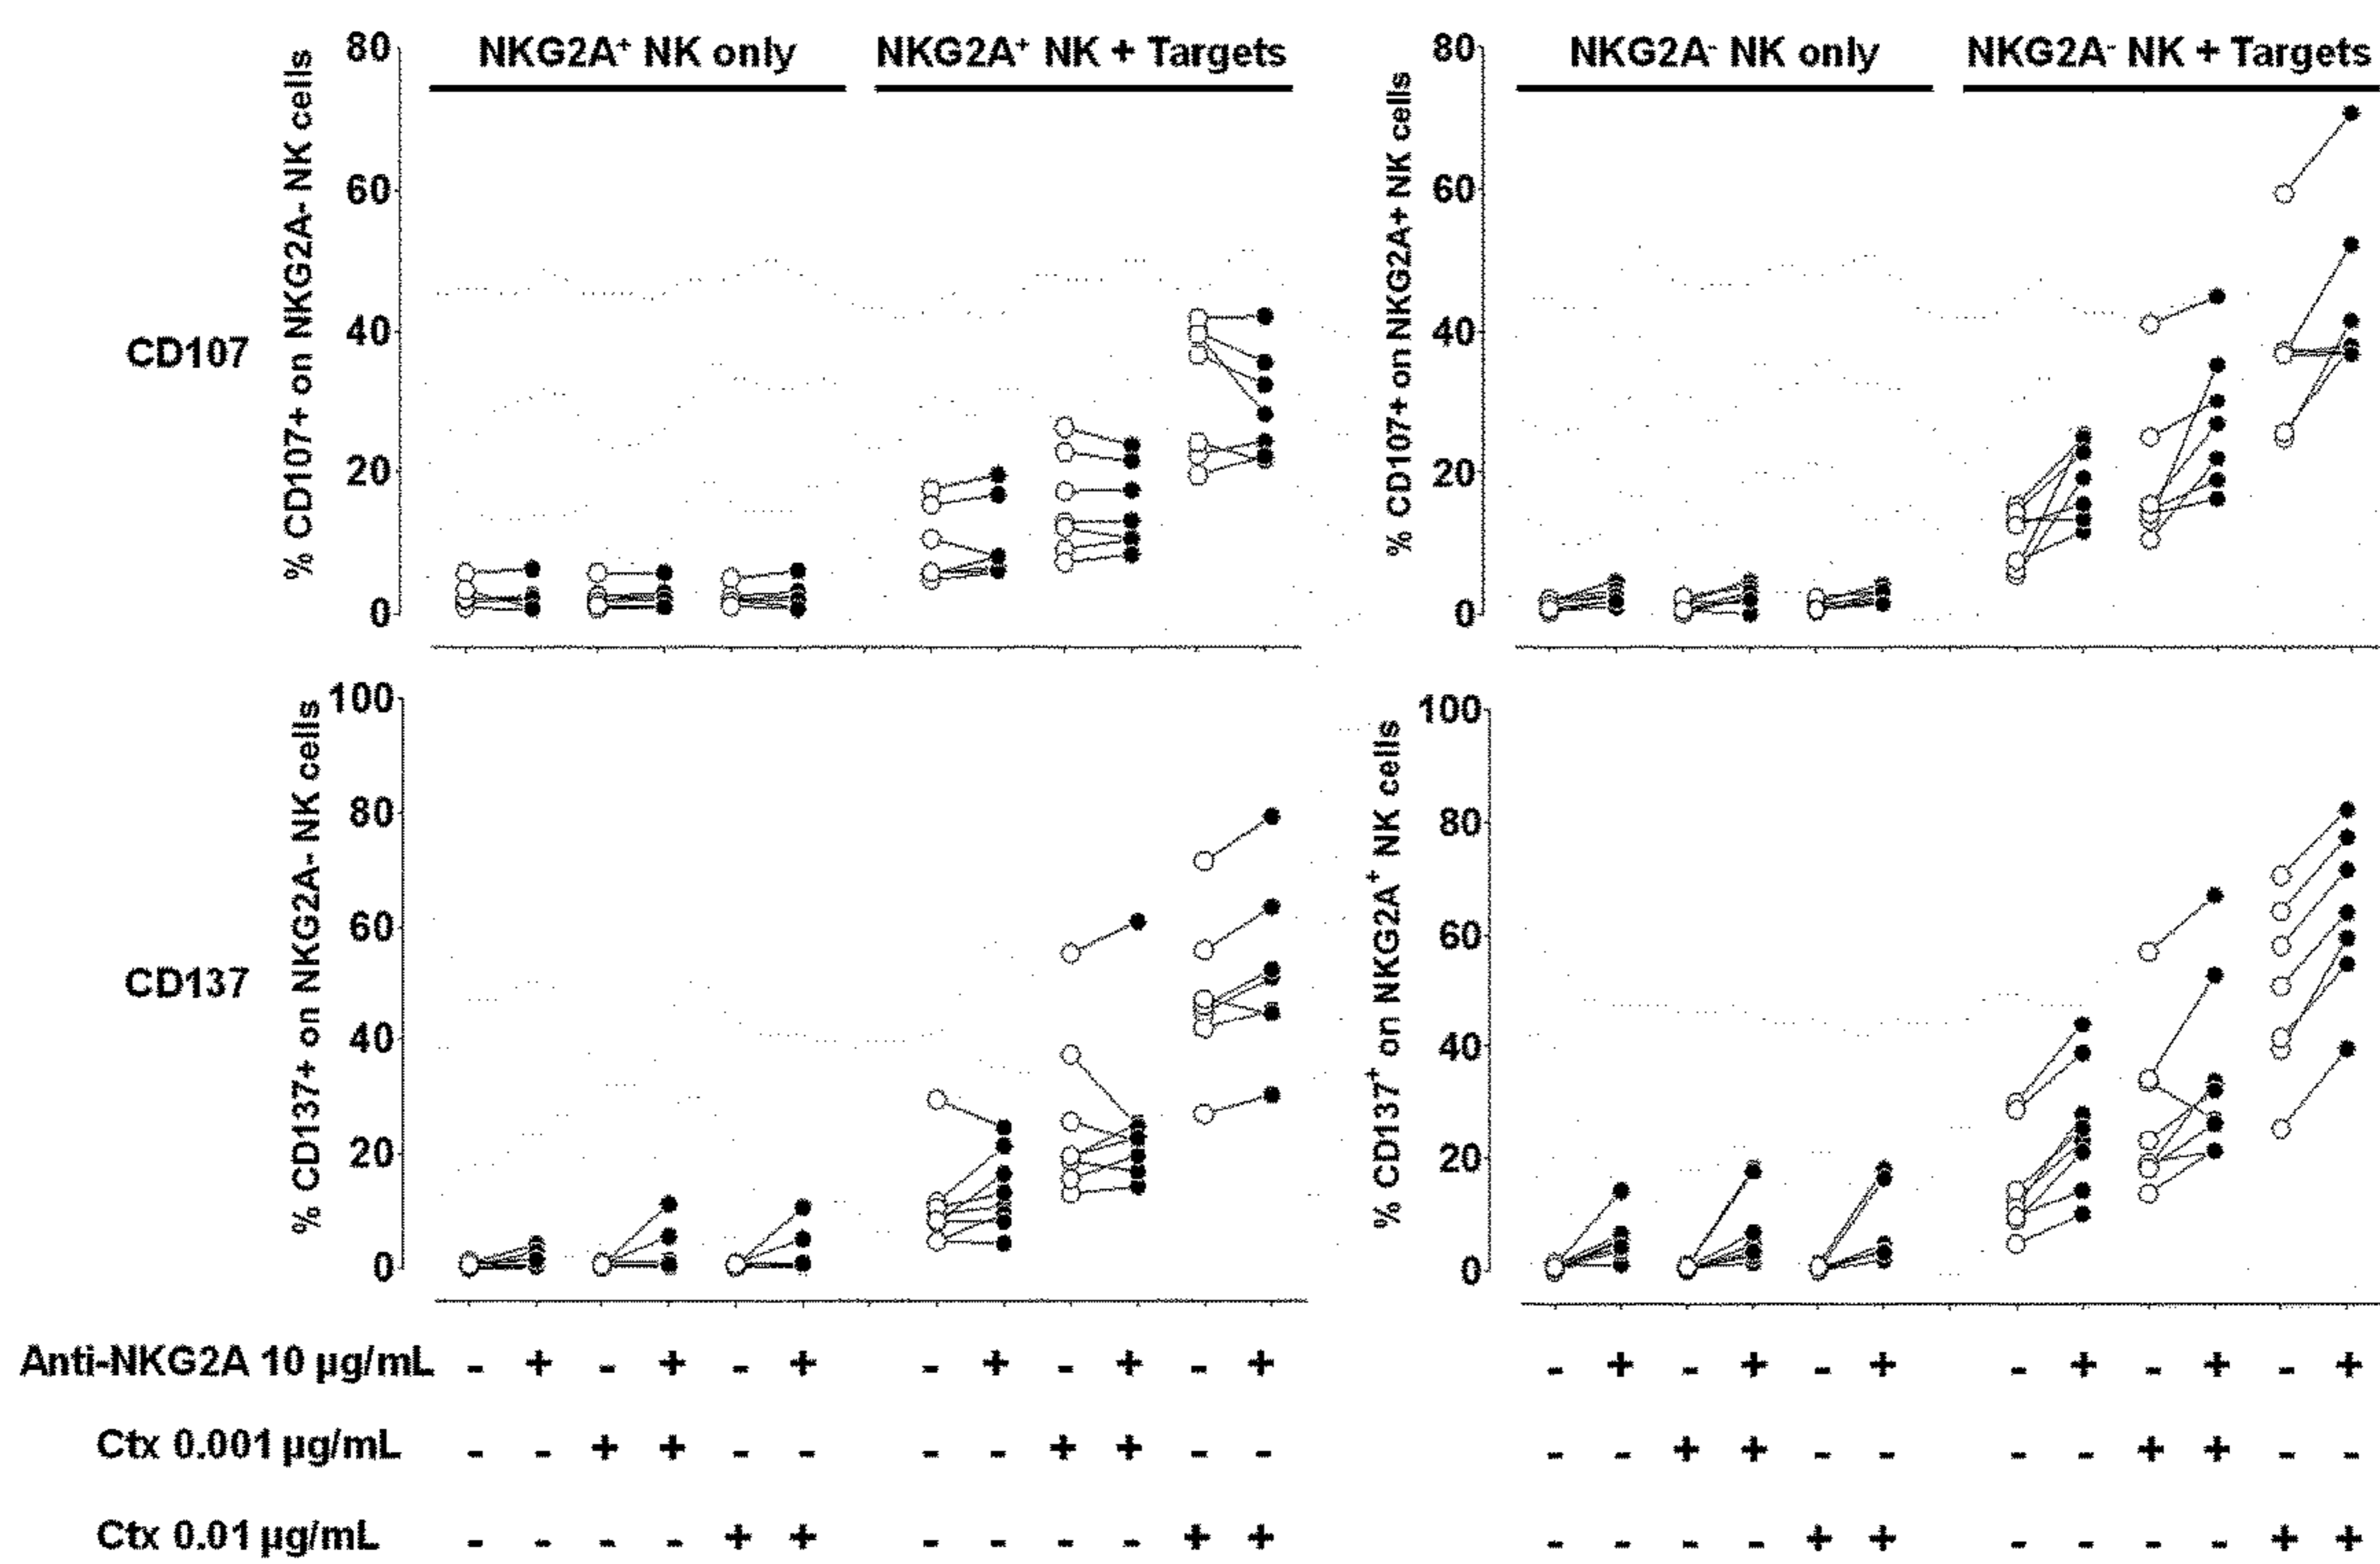 NKG2A⁺ NK only
NKG2A⁺ NK + Targets
NKG2A⁻ NK only
NKG2A⁻ NK + Targets
CD107
% CD107+ on NKG2A- NK cells
80
60
40
20
0
% CD107+ on NKG2A+ NK cells
80
60
40
20
0
CD137
% CD137+ on NKG2A- NK cells
100
80
60
40
20
0
% CD137⁺ on NKG2A⁺ NK cells
100
80
60
40
20
0
Anti-NKG2A 10 µg/mL - + - + - + - + - + - + - + - + - + - + - + - +
Ctx 0.001 µg/mL - - + + - - - - + + - - - - + + - - - - + + - -
Ctx 0.01 µg/mL - - - - + + - - - - + + - - - - + + - - - - + +